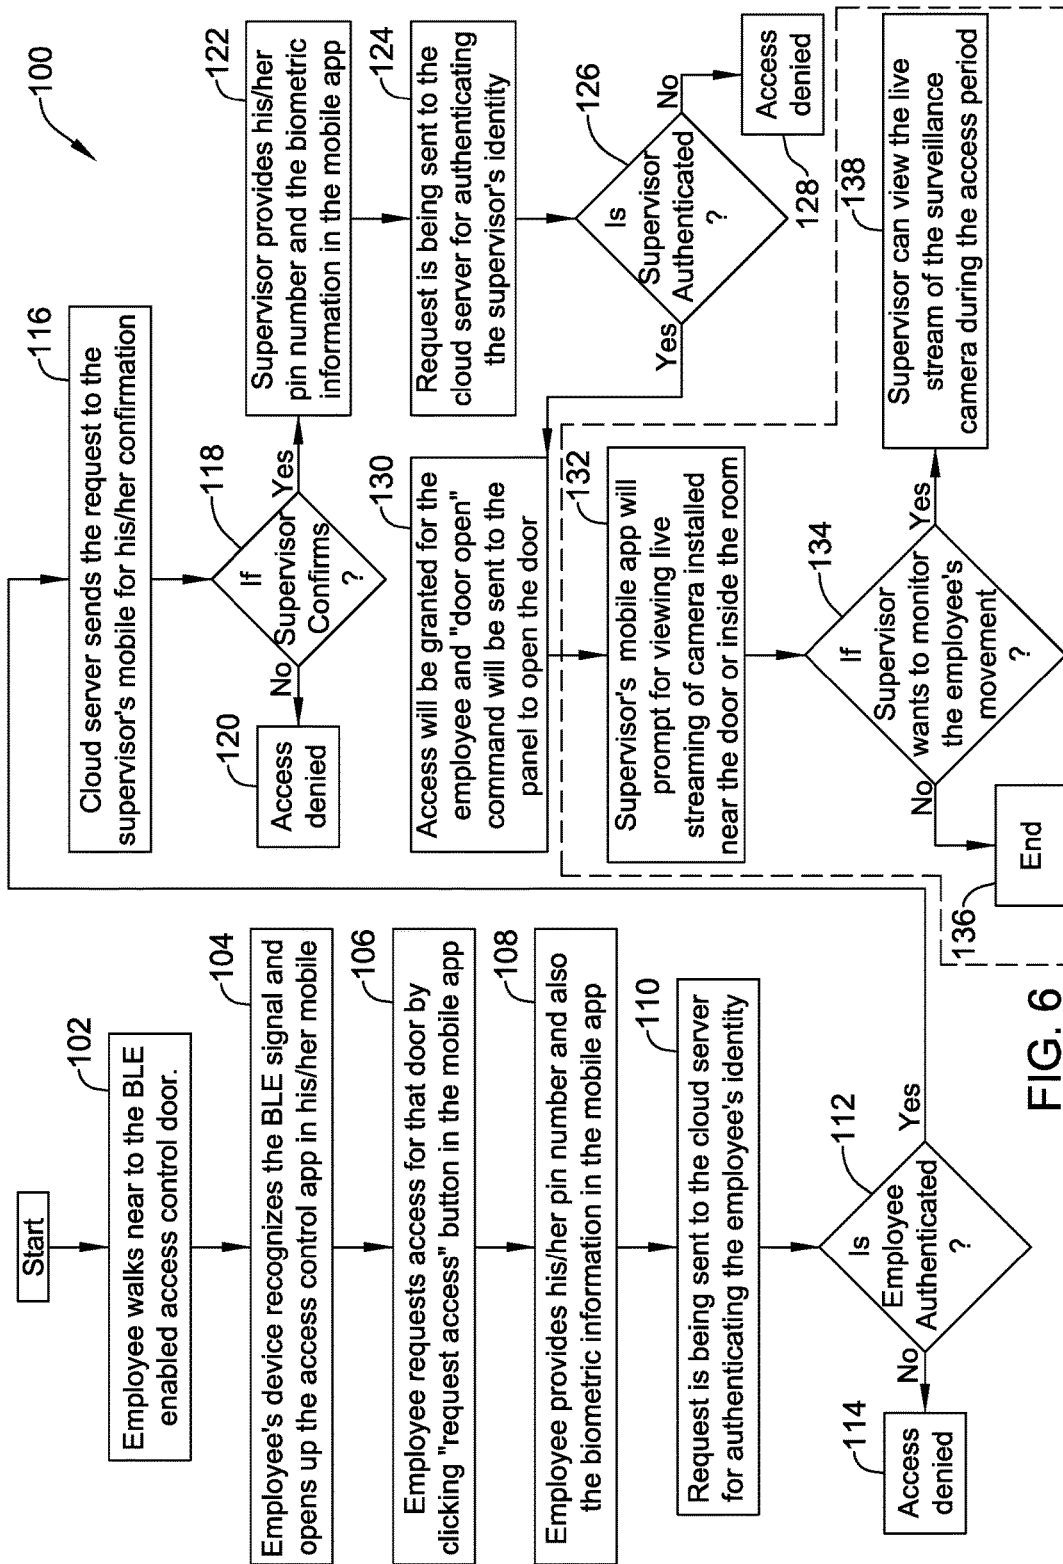 100
Start
102
Employee walks near to the BLE
enabled access control door.
104
Employee's device recognizes the BLE signal and
opens up the access control app in his/her mobile
106
Employee requests access for that door by
clicking "request access" button in the mobile app
108
Employee provides his/her pin number and also
the biometric information in the mobile app
110
Request is being sent to the cloud server
for authenticating the employee's identity
112
Is
Employee
Authenticated
?
No
Yes
114
Access
denied
116
Cloud server sends the request to the
supervisor's mobile for his/her confirmation
118
If
Supervisor
Confirms
?
No
Yes
120
Access
denied
122
Supervisor provides his/her
pin number and the biometric
information in the mobile app
124
Request is being sent to the
cloud server for authenticating
the supervisor's identity
126
Is
Supervisor
Authenticated
?
Yes
No
128
Access
denied
130
Access will be granted for the
employee and "door open"
command will be sent to the
panel to open the door
132
Supervisor's mobile app will
prompt for viewing live
streaming of camera installed
near the door or inside the room
134
If
Supervisor
wants to monitor
the employee's
movement
?
No
Yes
136
End
138
Supervisor can view the live
stream of the surveillance
camera during the access period
FIG. 6